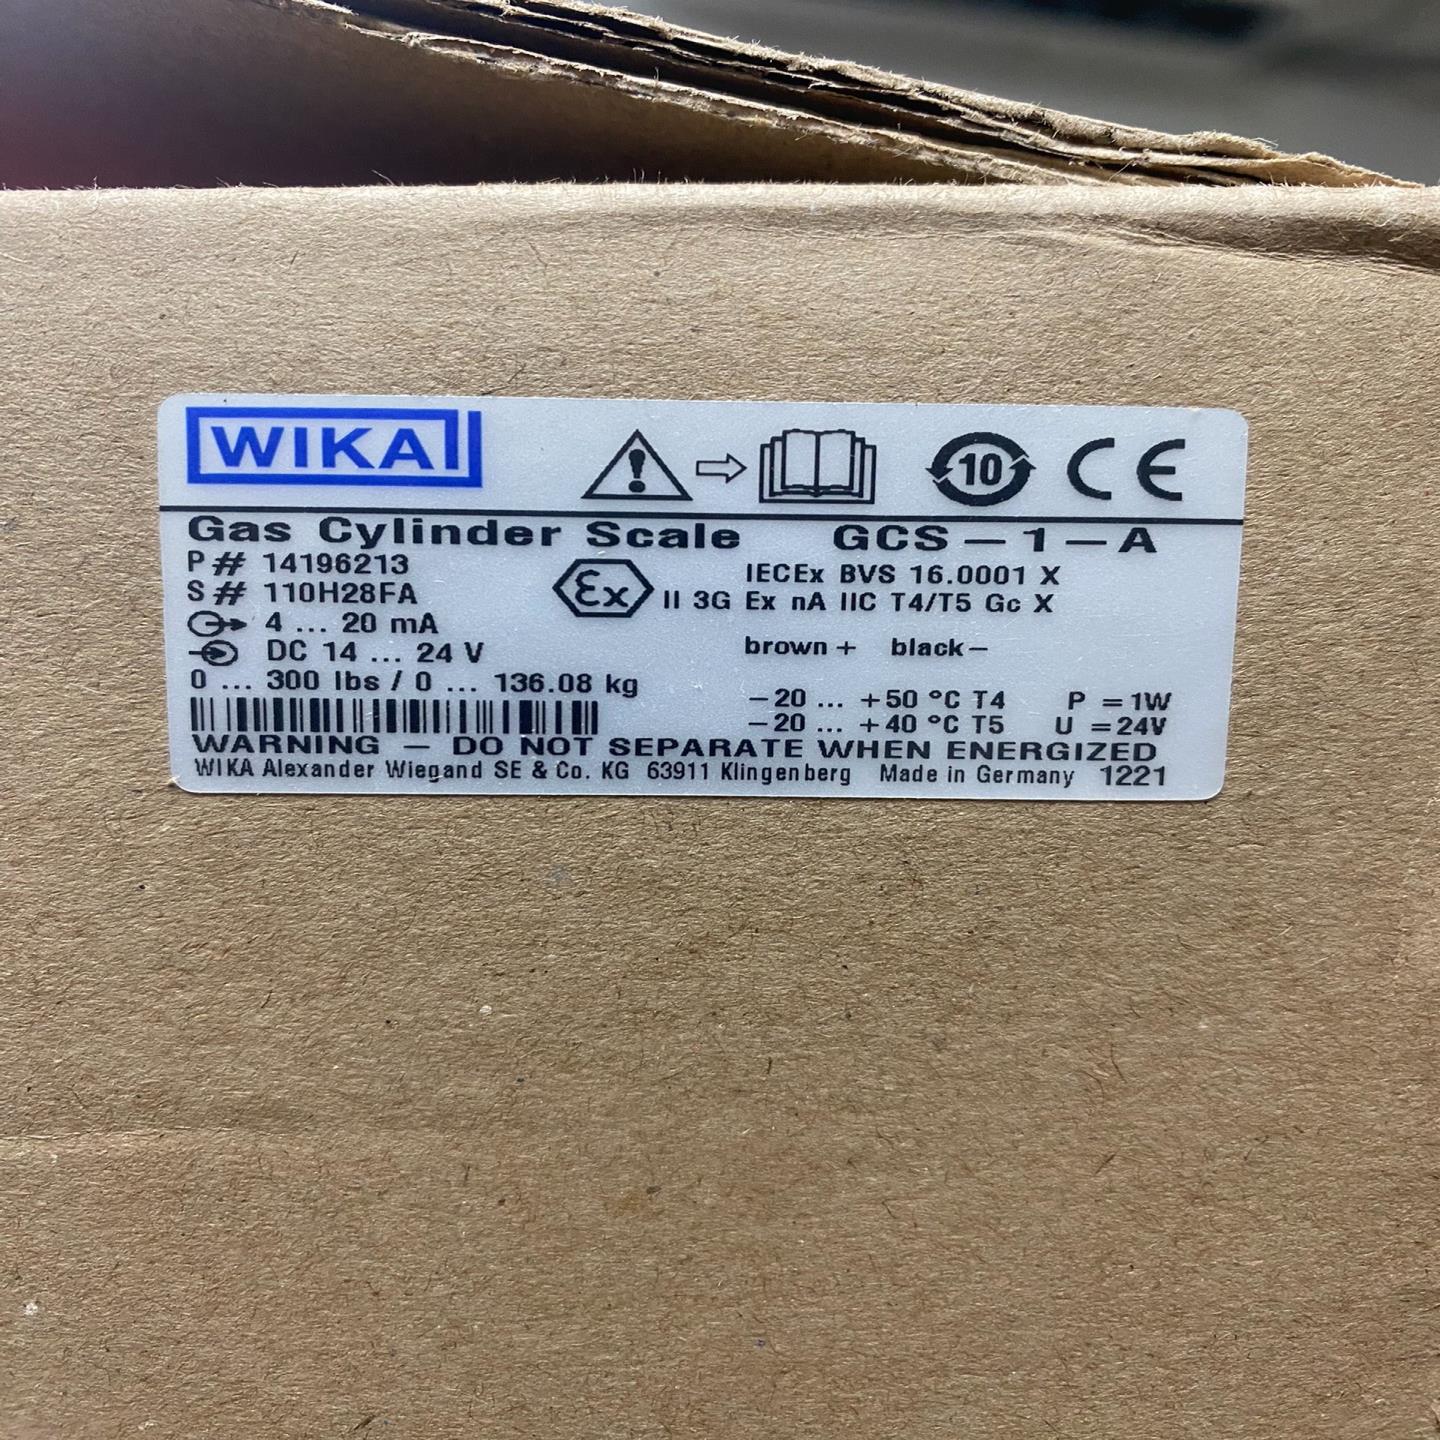 WIKA
10 CE
Gas Cylinder Scale GCS-1-A
P# 14196213
S# 110H28FA
Ex
IECEx BVS 16.0001 X
II 3G Ex nA IIC T4/T5 Gc X
4 ... 20 mA
DC 14 ... 24 V
brown + black -
0 ... 300 lbs / 0 ... 136.08 kg
-20 ... +50 °C T4 P = 1W
-20 ... +40 °C T5 U = 24V
WARNING - DO NOT SEPARATE WHEN ENERGIZED
WIKA Alexander Wiegand SE & Co. KG 63911 Klingenberg Made in Germany 1221